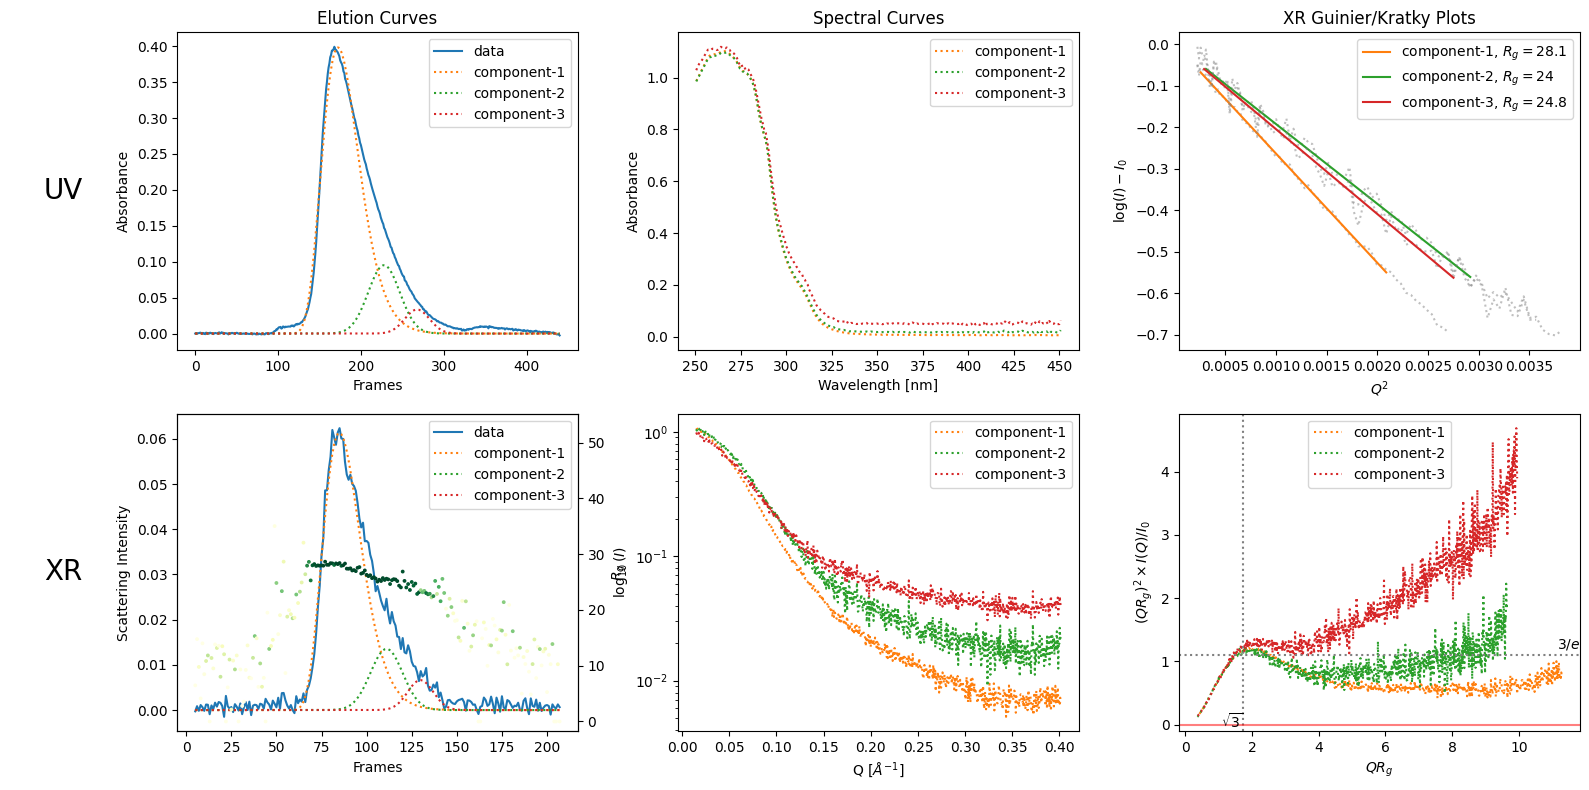 Elution Curves
Spectral Curves
XR Guinier/Kratky Plots
UV
Absorbance
0.40
0.35
0.30
0.25
0.20
0.15
0.10
0.05
0.00
data
component-1
component-2
component-3
0 100 200 300 400
Frames
Absorbance
1.0
0.8
0.6
0.4
0.2
0.0
component-1
component-2
component-3
250 275 300 325 350 375 400 425 450
Wavelength [nm]
log(I) − I₀
0.0
−0.1
−0.2
−0.3
−0.4
−0.5
−0.6
−0.7
component-1, Rg = 28.1
component-2, Rg = 24
component-3, Rg = 24.8
0.0005 0.0010 0.0015 0.0020 0.0025 0.0030 0.0035
Q²
XR
Scattering Intensity
0.06
0.05
0.04
0.03
0.02
0.01
0.00
data
component-1
component-2
component-3
50
40
30
20
10
0
0 25 50 75 100 125 150 175 200
Frames
10⁰
10⁻¹
10⁻²
component-1
component-2
component-3
0.00 0.05 0.10 0.15 0.20 0.25 0.30 0.35 0.40
Q [Å⁻¹]
(QRg)² × I(Q)/I₀
4
3
2
1
0
component-1
component-2
component-3
3/e
√3
0 2 4 6 8 10
QRg